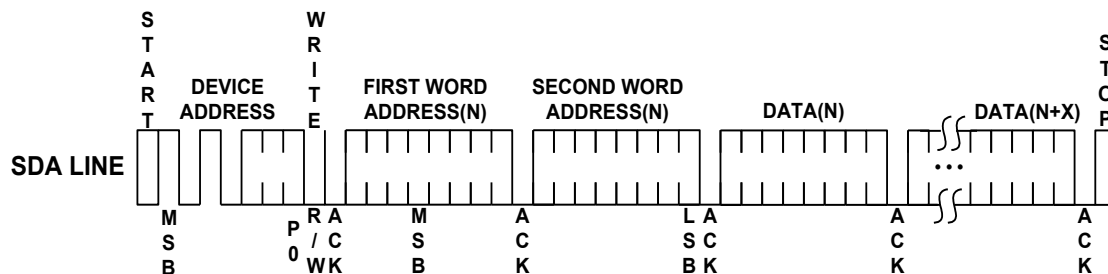 START
WRITE
STOP
DEVICE
ADDRESS
FIRST WORD
ADDRESS(N)
SECOND WORD
ADDRESS(N)
DATA(N)
DATA(N+X)
SDA LINE
...
MSB
P0
R/W
ACK
MSB
ACK
LSB
ACK
ACK
ACK